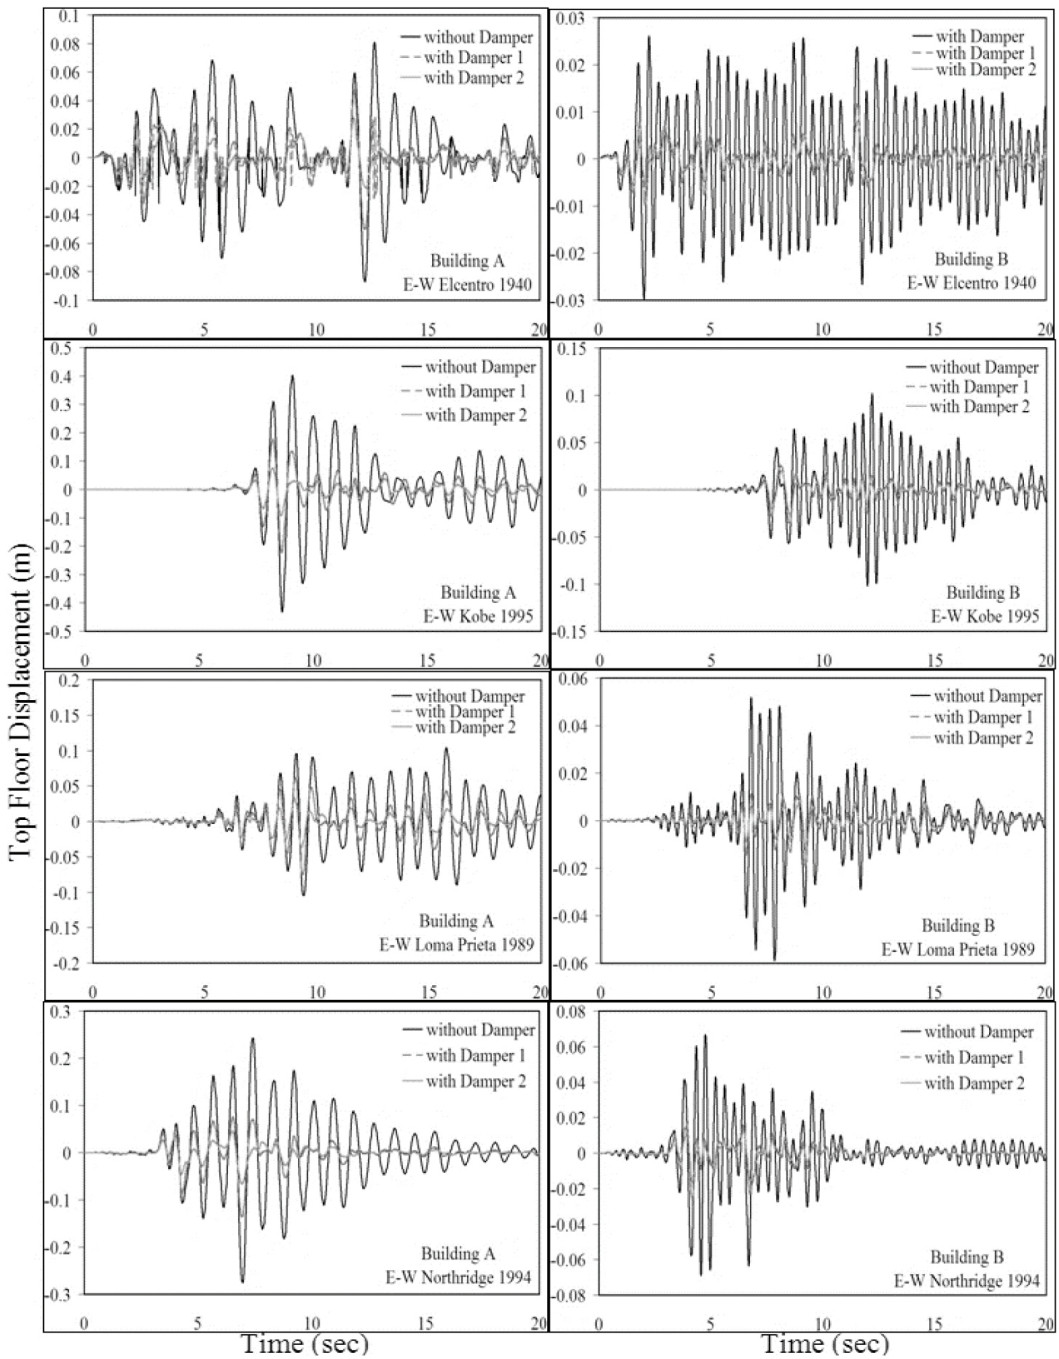 Top Floor Displacement (m)
0.1
0.08
0.06
0.04
0.02
0
-0.02
-0.04
-0.06
-0.08
-0.1
without Damper
with Damper 1
with Damper 2
Building A
E-W Elcentro 1940
0 5 10 15 20
0.03
0.02
0.01
0
-0.01
-0.02
-0.03
with Damper
with Damper 1
with Damper 2
Building B
E-W Elcentro 1940
0 5 10 15 20
0.5
0.4
0.3
0.2
0.1
0
-0.1
-0.2
-0.3
-0.4
-0.5
without Damper
with Damper 1
with Damper 2
Building A
E-W Kobe 1995
0 5 10 15 20
0.15
0.1
0.05
0
-0.05
-0.1
-0.15
without Damper
with Damper 1
with Damper 2
Building B
E-W Kobe 1995
0 5 10 15 20
0.2
0.15
0.1
0.05
0
-0.05
-0.1
-0.15
-0.2
without Damper
with Damper 1
with Damper 2
Building A
E-W Loma Prieta 1989
0 5 10 15 20
0.06
0.04
0.02
0
-0.02
-0.04
-0.06
without Damper
with Damper 1
with Damper 2
Building B
E-W Loma Prieta 1989
0 5 10 15 20
0.3
0.2
0.1
0
-0.1
-0.2
-0.3
without Damper
with Damper 1
with Damper 2
Building A
E-W Northridge 1994
0 5 10 15 20
Time (sec)
0.08
0.06
0.04
0.02
0
-0.02
-0.04
-0.06
-0.08
without Damper
with Damper 1
with Damper 2
Building B
E-W Northridge 1994
0 5 10 15 20
Time (sec)